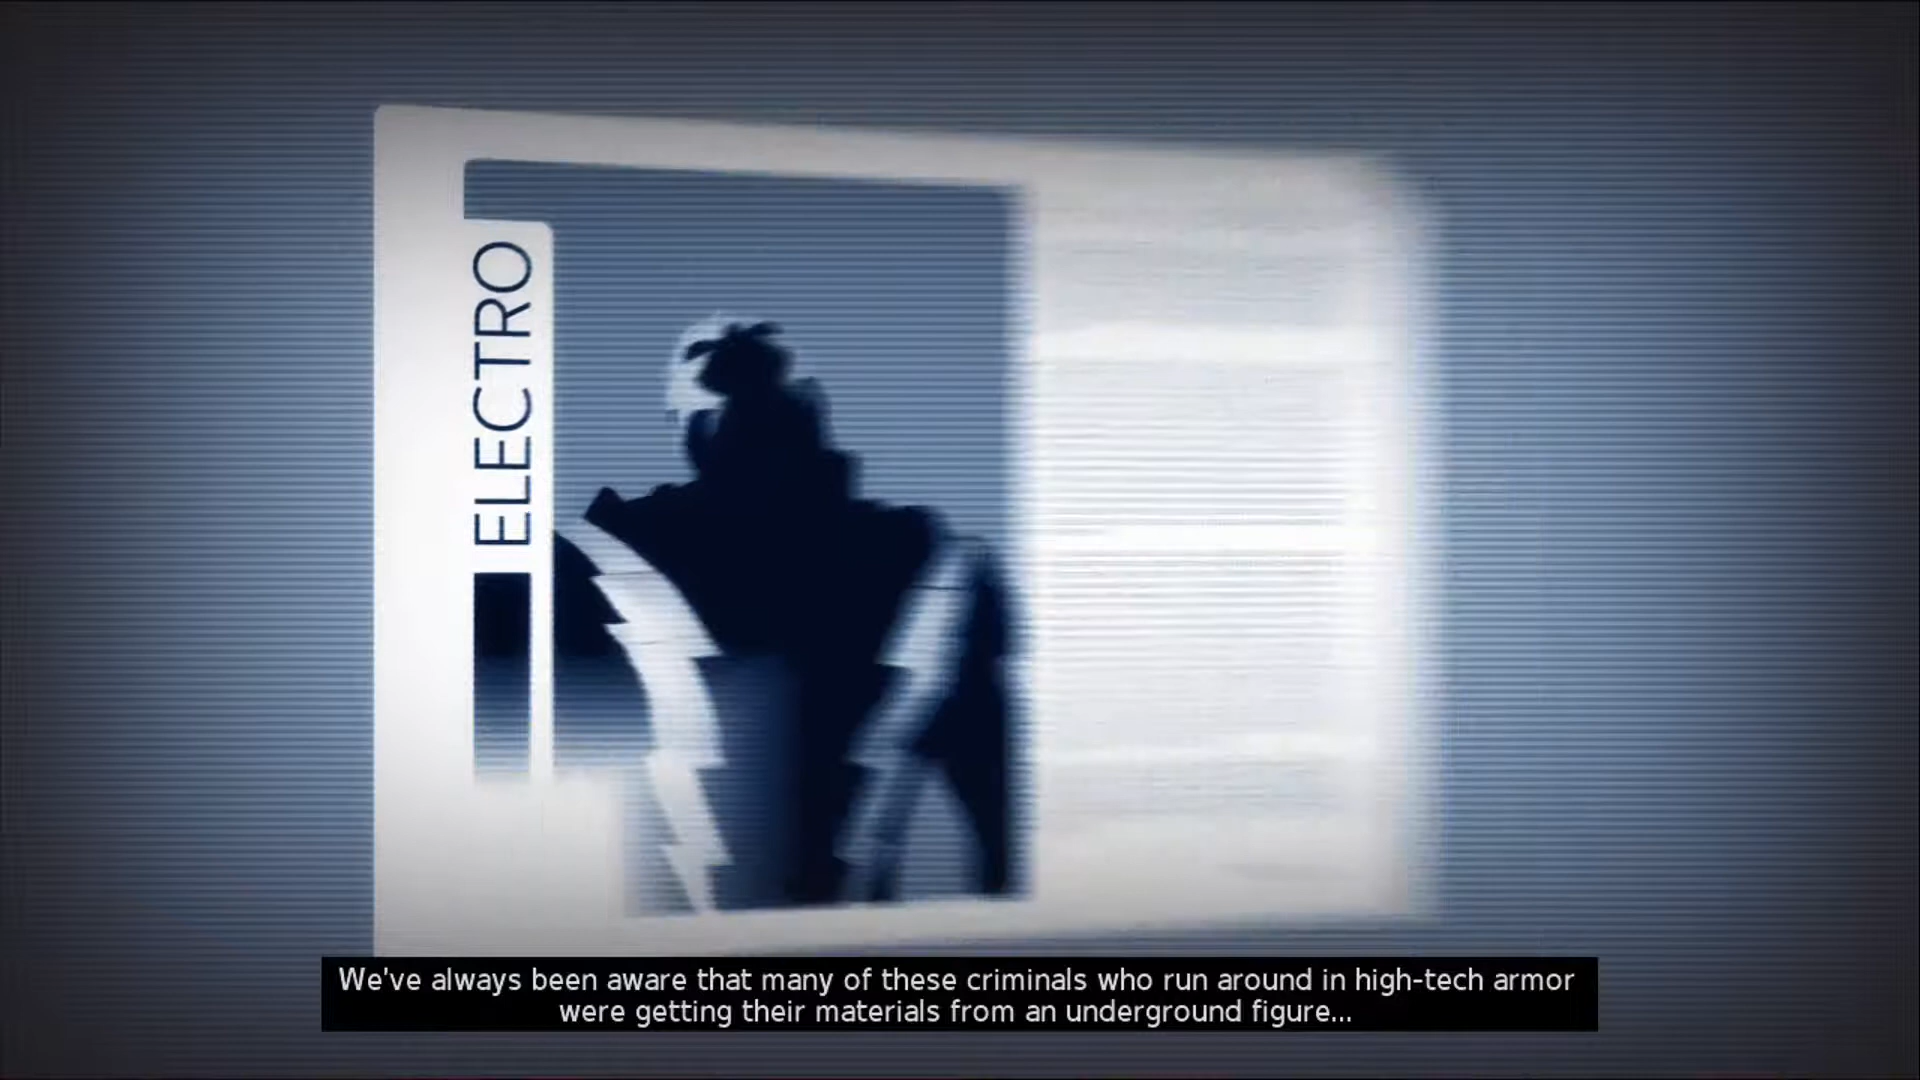 ELECTRO
We've always been aware that many of these criminals who run around in high-tech armor
were getting their materials from an underground figure...